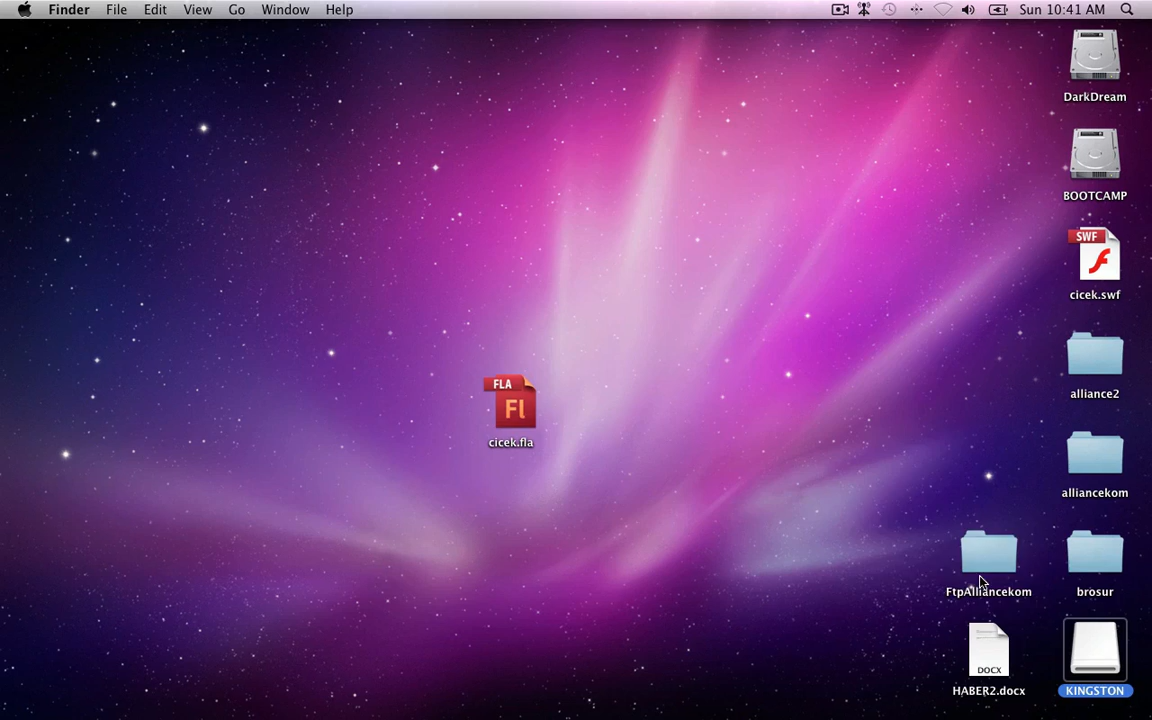 Finder File Edit View Go Window Help Sun 10:41 AM
DarkDream
BOOTCAMP
SWF
cicek.swf
FLA
Fl
cicek.fla
alliance2
alliancekom
FtpAlliancekom
brosur
DOCX
HABER2.docx
KINGSTON